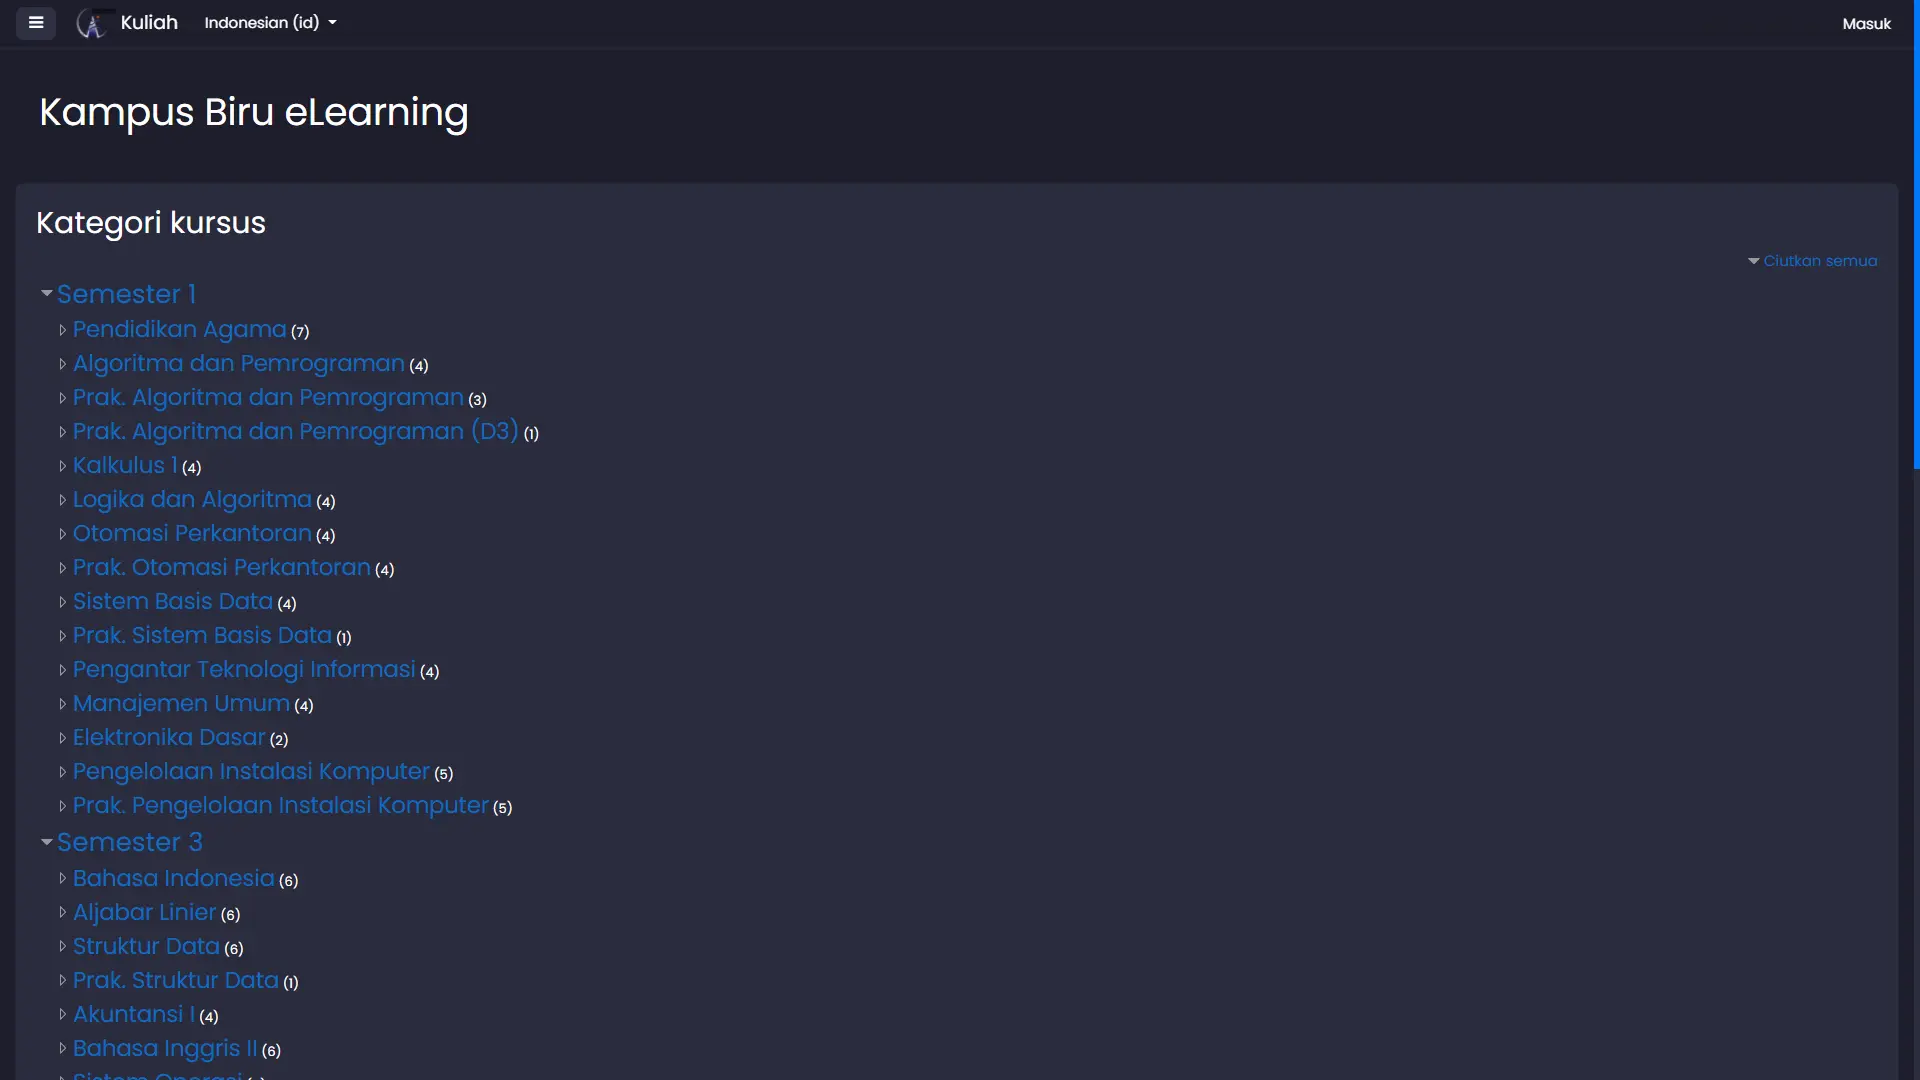 Kuliah Indonesian (id) Masuk
Kampus Biru eLearning
Kategori kursus
Ciutkan semua
Semester 1
Pendidikan Agama (7)
Algoritma dan Pemrograman (4)
Prak. Algoritma dan Pemrograman (3)
Prak. Algoritma dan Pemrograman (D3) (1)
Kalkulus 1 (4)
Logika dan Algoritma (4)
Otomasi Perkantoran (4)
Prak. Otomasi Perkantoran (4)
Sistem Basis Data (4)
Prak. Sistem Basis Data (1)
Pengantar Teknologi Informasi (4)
Manajemen Umum (4)
Elektronika Dasar (2)
Pengelolaan Instalasi Komputer (5)
Prak. Pengelolaan Instalasi Komputer (5)
Semester 3
Bahasa Indonesia (6)
Aljabar Linier (6)
Struktur Data (6)
Prak. Struktur Data (1)
Akuntansi I (4)
Bahasa Inggris II (6)
Sistem Operasi